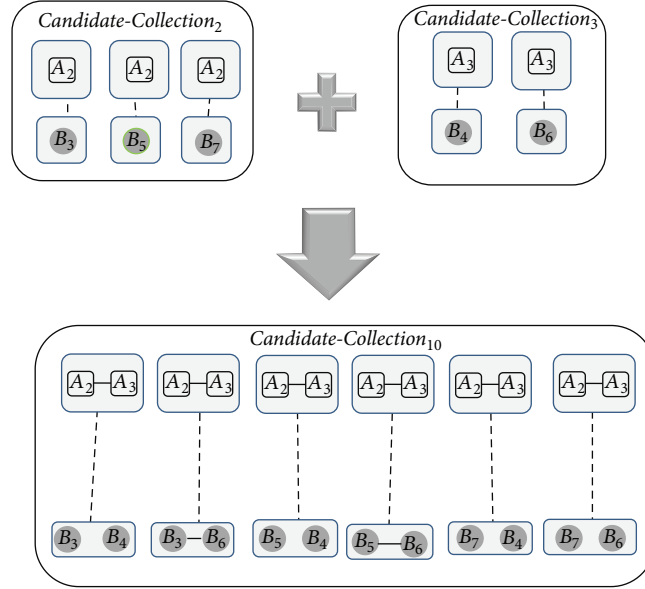 Candidate-Collection₂
A₂ A₂ A₂
B₃ B₅ B₇
Candidate-Collection₃
A₃ A₃
B₄ B₆
Candidate-Collection₁₀
A₂ A₃ A₂ A₃ A₂ A₃ A₂ A₃ A₂ A₃ A₂ A₃
B₃ B₄ B₃ B₆ B₅ B₄ B₅ B₆ B₇ B₄ B₇ B₆